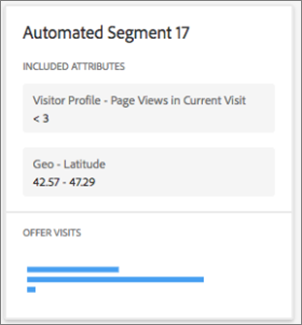 Automated Segment 17
INCLUDED ATTRIBUTES
Visitor Profile - Page Views in Current Visit
< 3
Geo - Latitude
42.57 - 47.29
OFFER VISITS